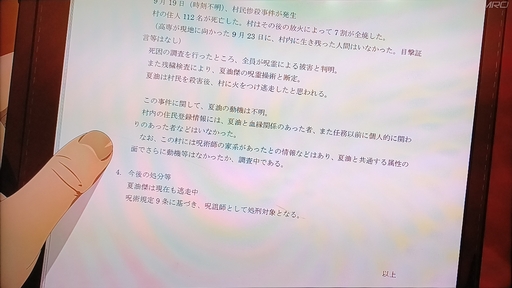 MRO
9 月 19 日（時刻不明）、村民惨殺事件が発生
村の住人 112 名が死亡した。村はその後の放火によって 7 割が全焼した。
（高専が現地に向かった 9 月 23 日に、村内に生き残った人間はいなかった。目撃証
言等はなし）
死因の調査を行ったところ、全員が呪霊による被害と判明。
また残穢検査により、夏油傑の呪霊操術と断定。
夏油は村民を殺害後、村に火をつけ逃走したと思われる。
この事件に関して、夏油の動機は不明。
村内の住民登録情報には、夏油と血縁関係のあった者、また任務以前に個人的に関わ
りのあった者などはいなかった。
なお、この村には呪術師の家系があったとの情報などはあり、夏油と共通する属性の
面でさらに動機等はなかったか、調査中である。
4. 今後の処分等
夏油傑は現在も逃走中
呪術規定 9 条に基づき、呪詛師として処刑対象となる。
以上